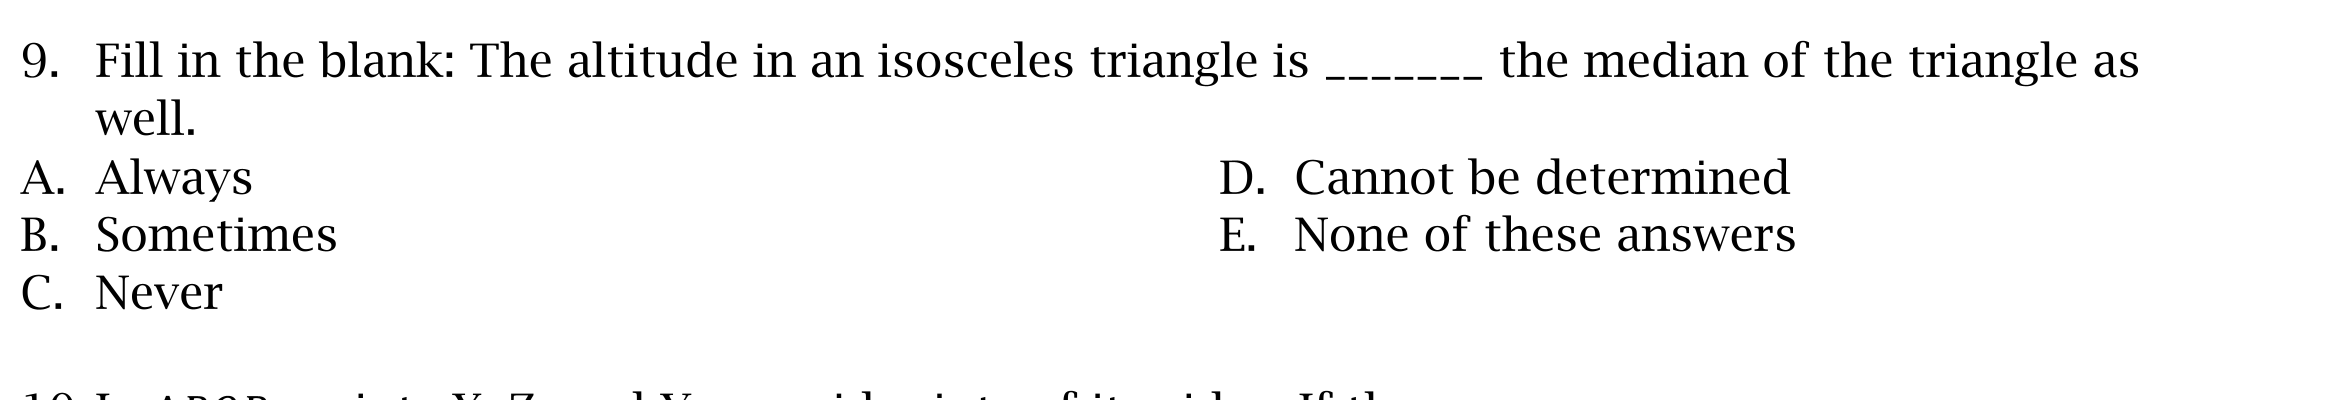 9. Fill in the blank: The altitude in an isosceles triangle is _______ the median of the triangle as
well.
A. Always
D. Cannot be determined
B. Sometimes
E. None of these answers
C. Never